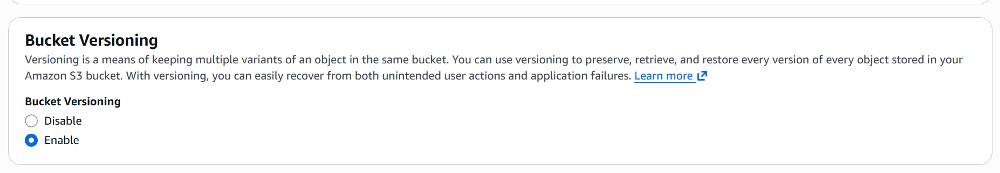 Bucket Versioning
Versioning is a means of keeping multiple variants of an object in the same bucket. You can use versioning to preserve, retrieve, and restore every version of every object stored in your
Amazon S3 bucket. With versioning, you can easily recover from both unintended user actions and application failures. Learn more
Bucket Versioning
Disable
Enable